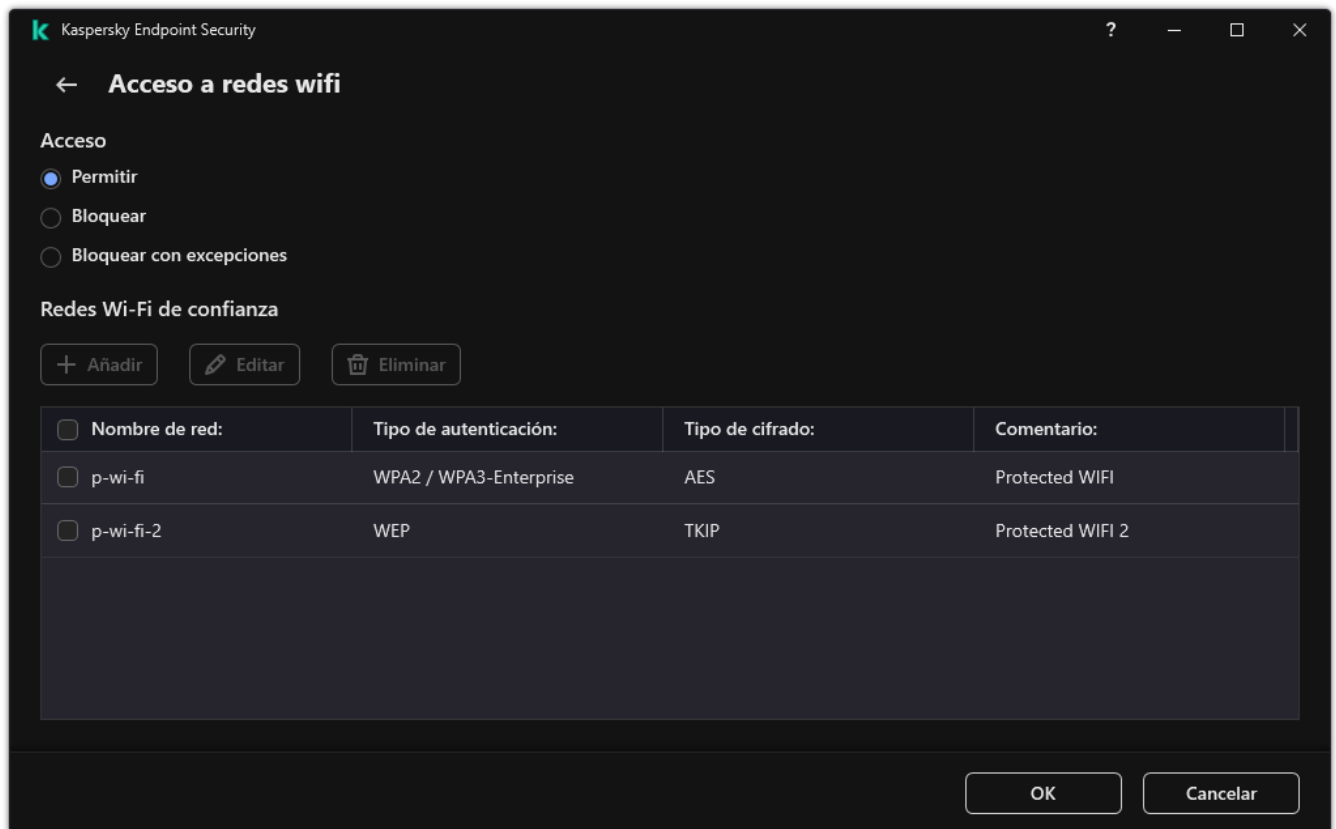 Kaspersky Endpoint Security ?
Acceso a redes wifi
Acceso
Permitir
Bloquear
Bloquear con excepciones
Redes Wi-Fi de confianza
Añadir Editar Eliminar
Nombre de red: Tipo de autenticación: Tipo de cifrado: Comentario:
p-wi-fi WPA2 / WPA3-Enterprise AES Protected WIFI
p-wi-fi-2 WEP TKIP Protected WIFI 2
OK Cancelar